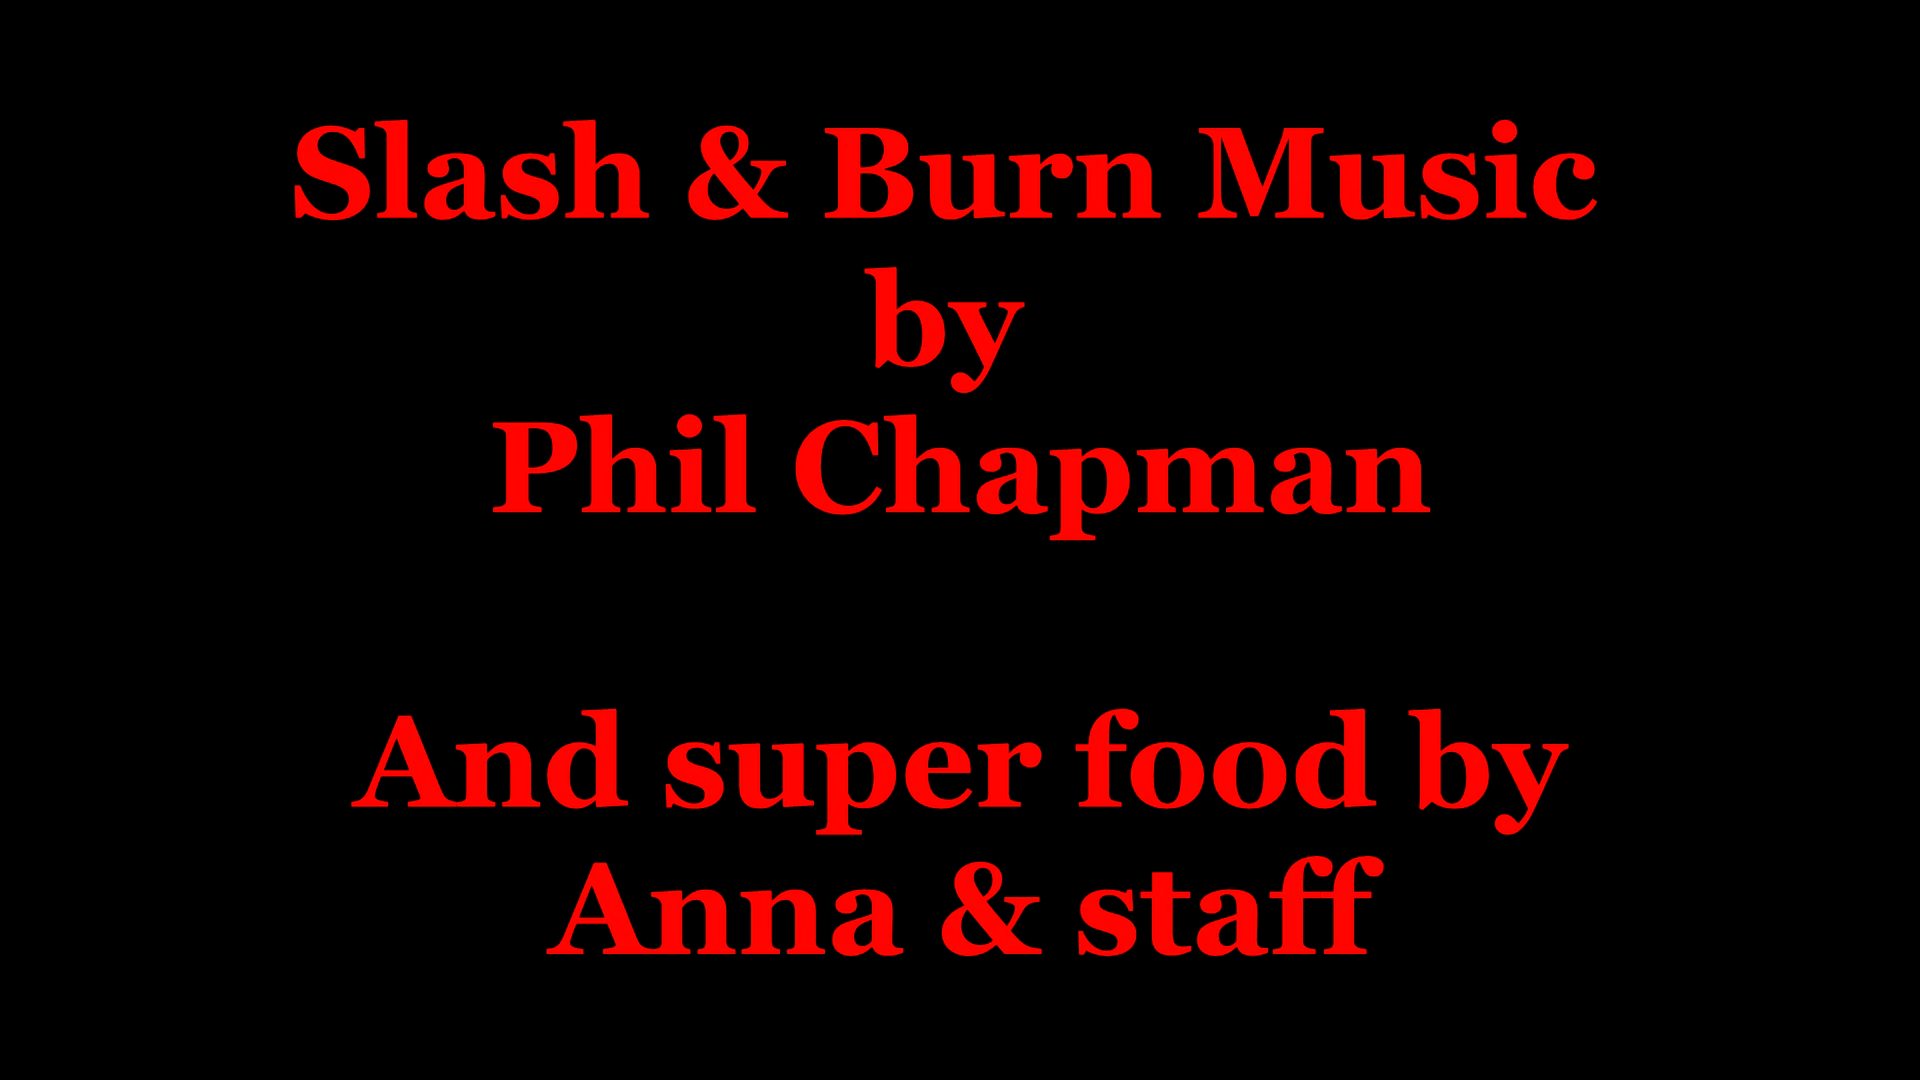 Slash & Burn Music
by
Phil Chapman
And super food by
Anna & staff